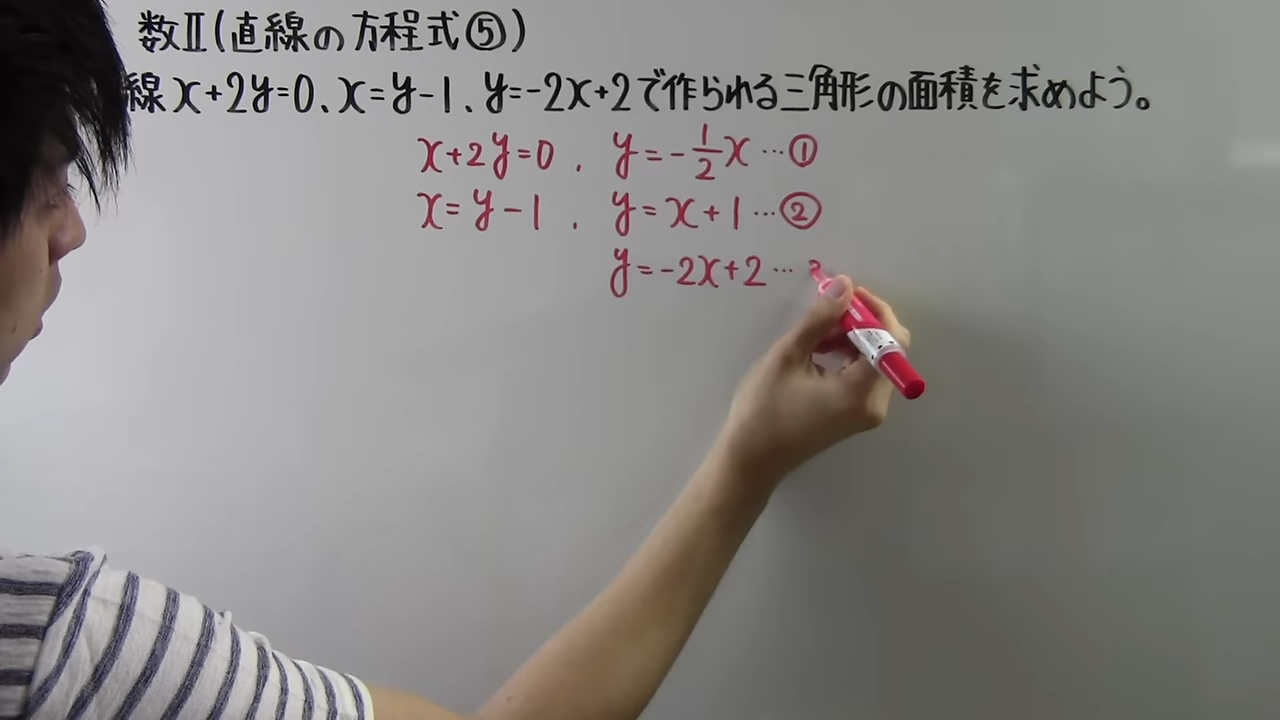 数Ⅱ(直線の方程式⑤)
線x+2y=0、x=y-1、y=-2x+2で作られる三角形の面積を求めよう。
x+2y=0, y=-1/2x…①
x=y-1, y=x+1…②
y=-2x+2…